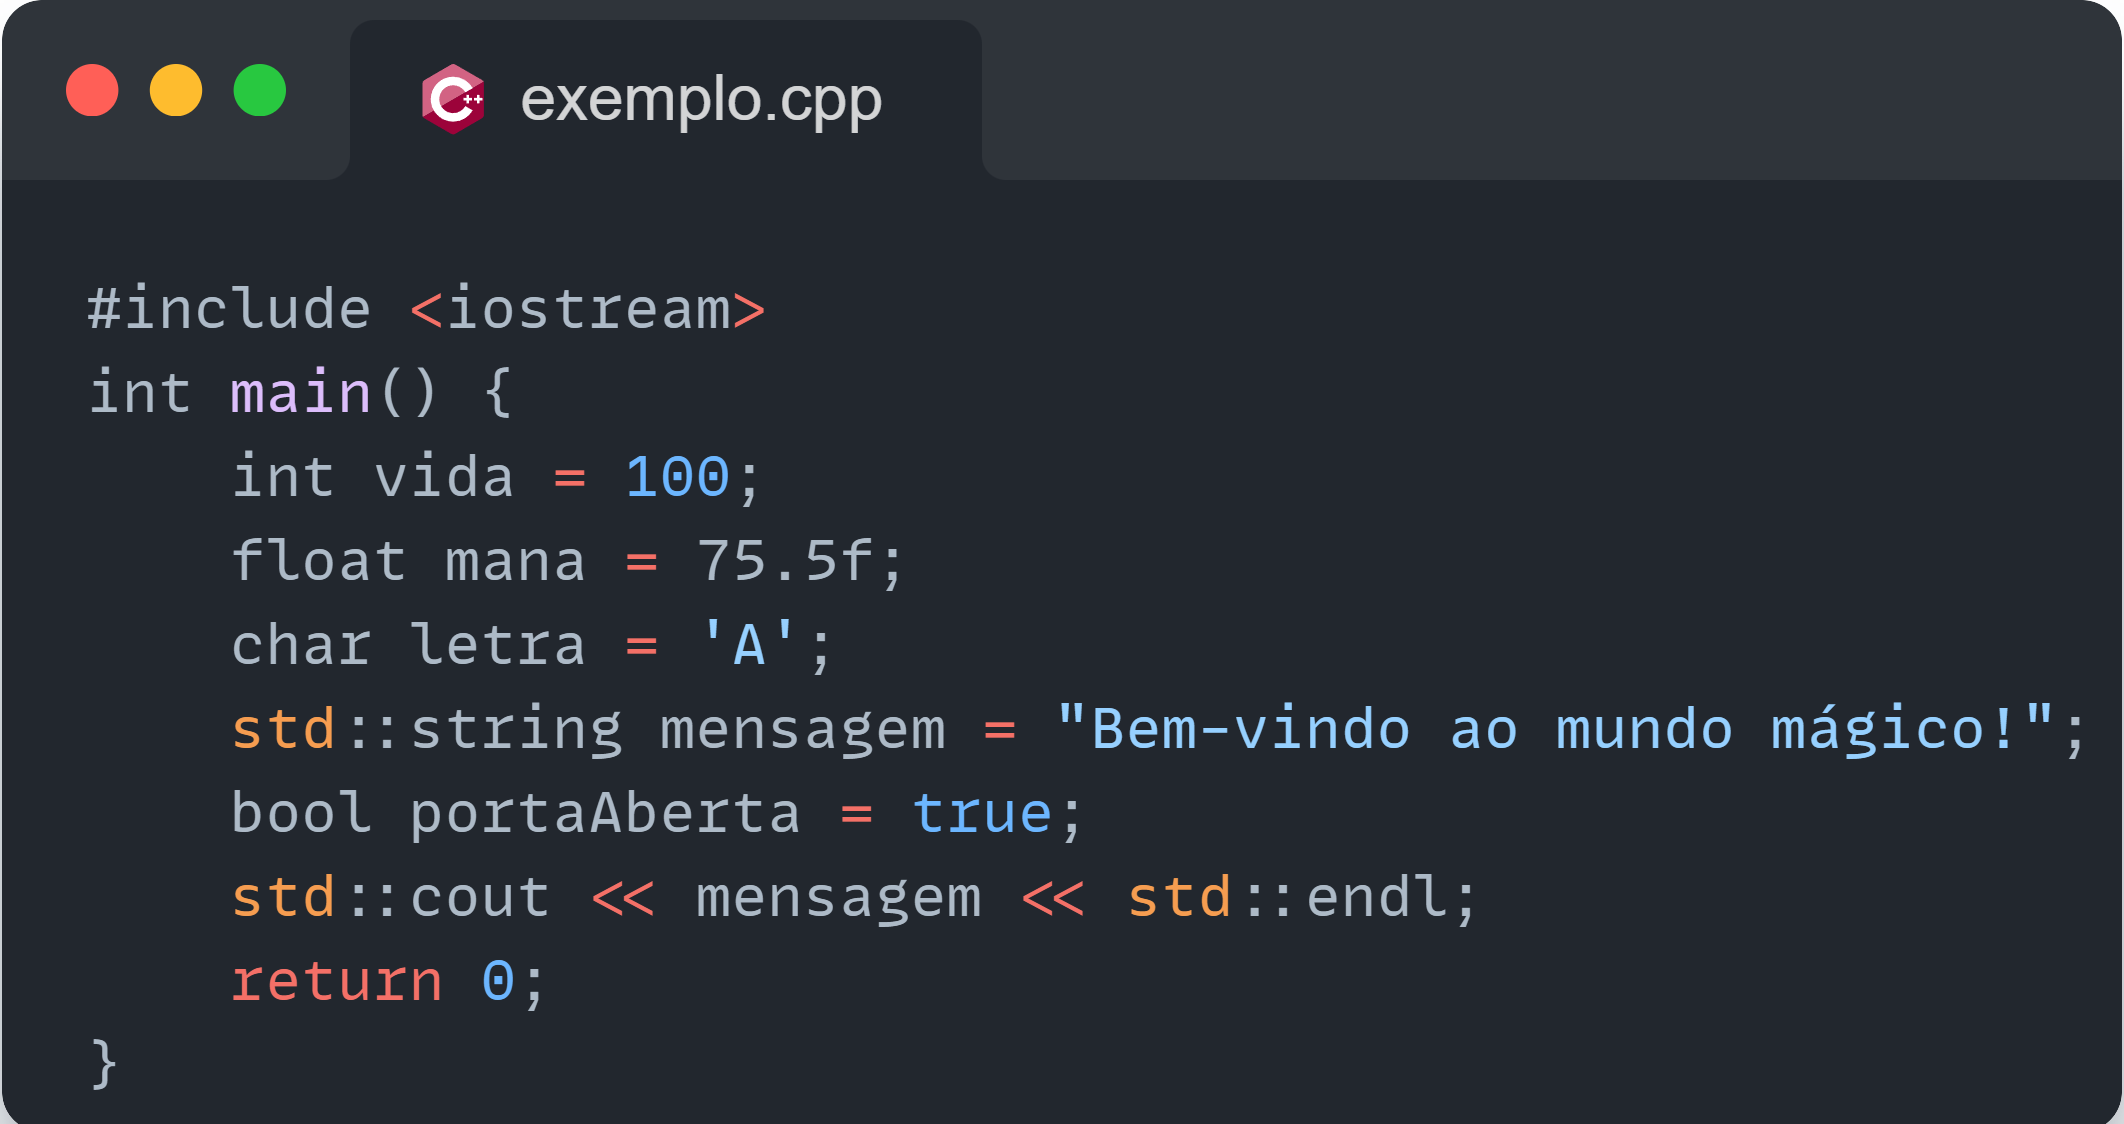 exemplo.cpp
#include <iostream>
int main() {
    int vida = 100;
    float mana = 75.5f;
    char letra = 'A';
    std::string mensagem = "Bem-vindo ao mundo mágico!";
    bool portaAberta = true;
    std::cout << mensagem << std::endl;
    return 0;
}